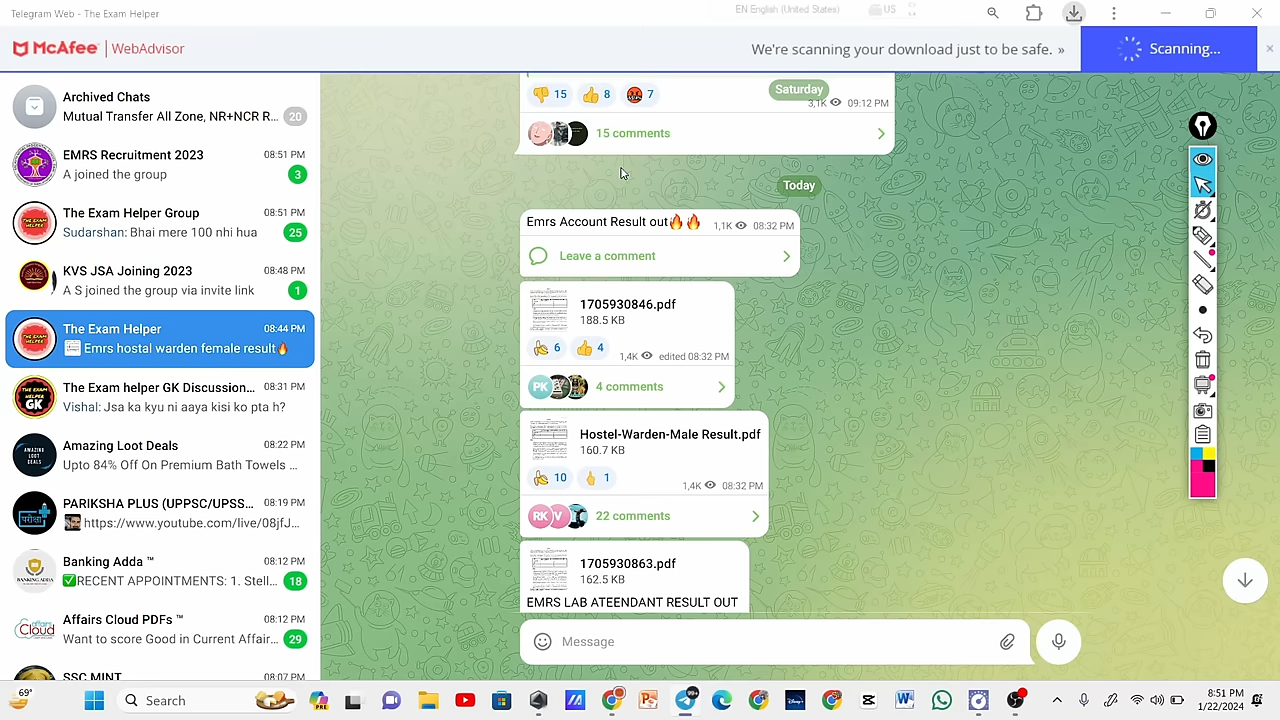 Telegram Web - The Exam Helper
EN English (United States)
US
McAfee | WebAdvisor
We're scanning your download just to be safe. »
Scanning...
Archived Chats
Mutual Transfer All Zone, NR+NCR R... 20
EMRS Recruitment 2023 08:51 PM
A joined the group 3
The Exam Helper Group 08:51 PM
Sudarshan: Bhai mere 100 nhi hua 25
KVS JSA Joining 2023 08:48 PM
A S joined the group via invite link 1
The Exam Helper 08:44 PM
Emrs hostal warden female result🔥
The Exam helper GK Discussion... 08:31 PM
Vishal: Jsa ka kyu ni aaya kisi ko pta h?
Amazing Loot Deals 08:22 PM
Upto 84% Off On Premium Bath Towels ...
PARIKSHA PLUS (UPPSC/UPSS... 08:19 PM
https://www.youtube.com/live/08jfJ...
Banking Adda ™ 08:12 PM
✅RECENT APPOINTMENTS: 1. Stell... 18
Affairs Cloud PDFs ™ 08:12 PM
Want to score Good in Current Affair... 29
SSC MINT 08:07 PM
👎 15 👍 8 🤬 7
Saturday
3,1K 09:12 PM
15 comments
Today
Emrs Account Result out🔥🔥 1,1K 08:32 PM
Leave a comment
1705930846.pdf
188.5 KB
6 👍 4 1,4K edited 08:32 PM
PK 4 comments
Hostel-Warden-Male Result.pdf
160.7 KB
10 1 1,4K 08:32 PM
RK V 22 comments
1705930863.pdf
162.5 KB
EMRS LAB ATEENDANT RESULT OUT
Message
69°
Search
99+
8:51 PM
1/22/2024